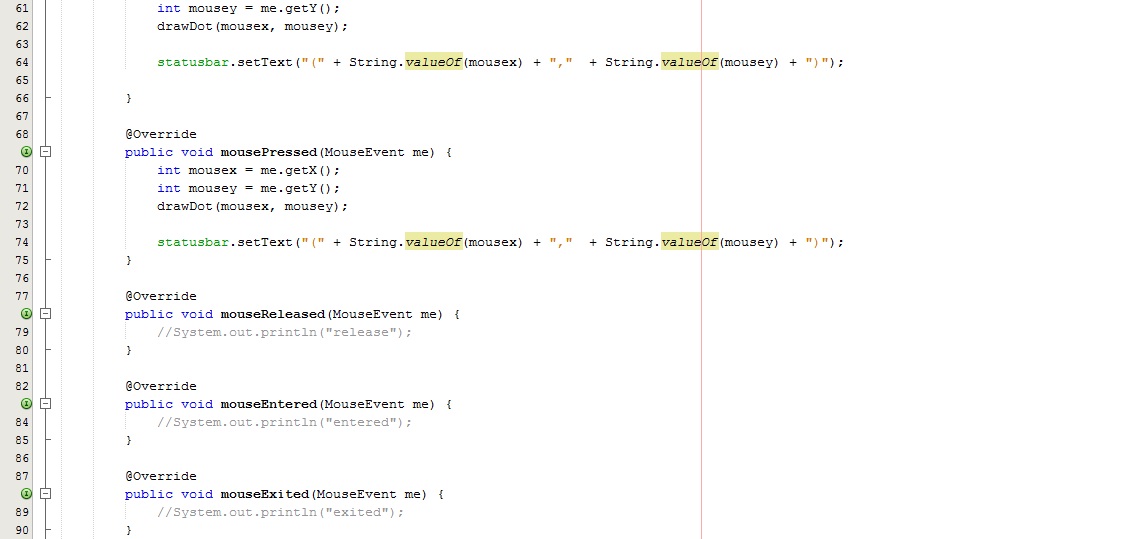 61 int mousey = me.getY();
62 drawDot(mousex, mousey);
63
64 statusbar.setText("(" + String.valueOf(mousex) + ","  + String.valueOf(mousey) + ")");
65
66 }
67
68 @Override
public void mousePressed(MouseEvent me) {
70 int mousex = me.getX();
71 int mousey = me.getY();
72 drawDot(mousex, mousey);
73
74 statusbar.setText("(" + String.valueOf(mousex) + ","  + String.valueOf(mousey) + ")");
75 }
76
77 @Override
public void mouseReleased(MouseEvent me) {
79 //System.out.println("release");
80 }
81
82 @Override
public void mouseEntered(MouseEvent me) {
84 //System.out.println("entered");
85 }
86
87 @Override
public void mouseExited(MouseEvent me) {
89 //System.out.println("exited");
90 }